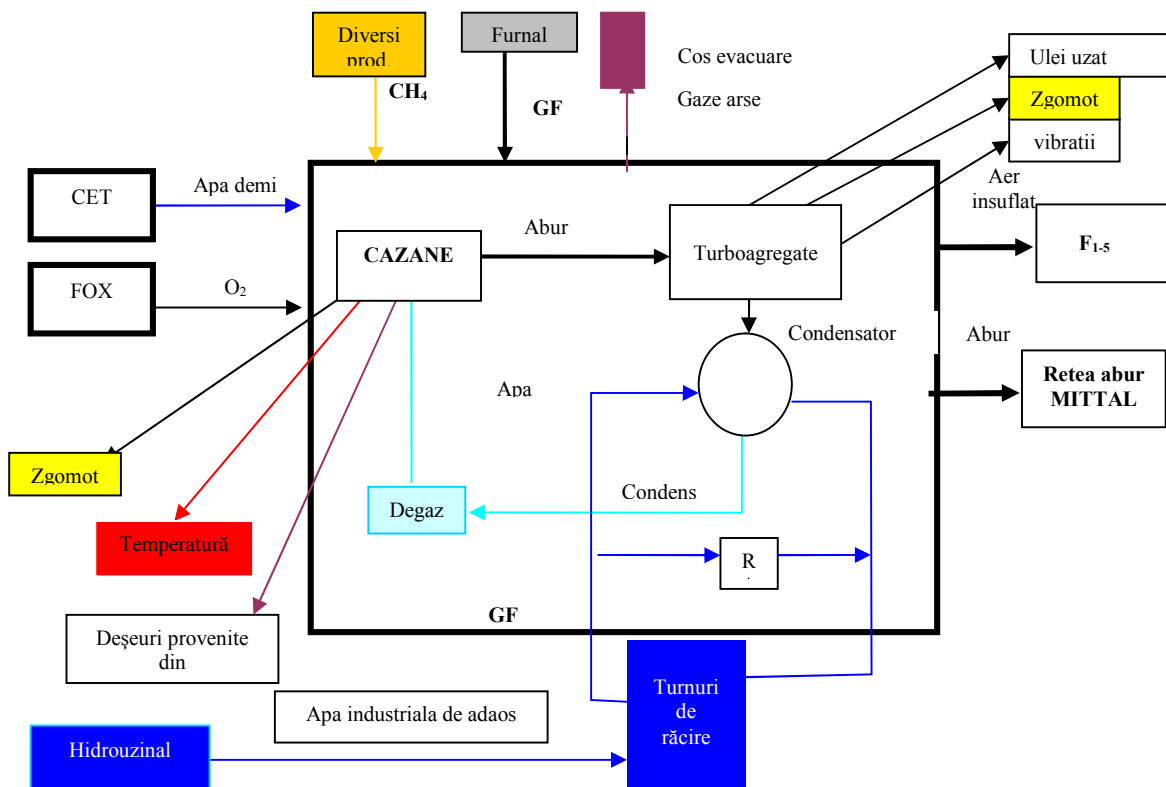 Diversi
prod.
Furnal
Cos evacuare
Gaze arse
Ulei uzat
Zgomot
vibratii
CH₄
GF
CET
Apa demi
Aer
insuflat
F₁₋₅
CAZANE
Abur
Turboagregate
FOX
O₂
Condensator
Abur
Retea abur
MITTAL
Apa
Zgomot
Degaz
Condens
Temperatură
R
.
GF
Deşeuri provenite
din
Apa industriala de adaos
Turnuri
de
răcire
Hidrouzinal